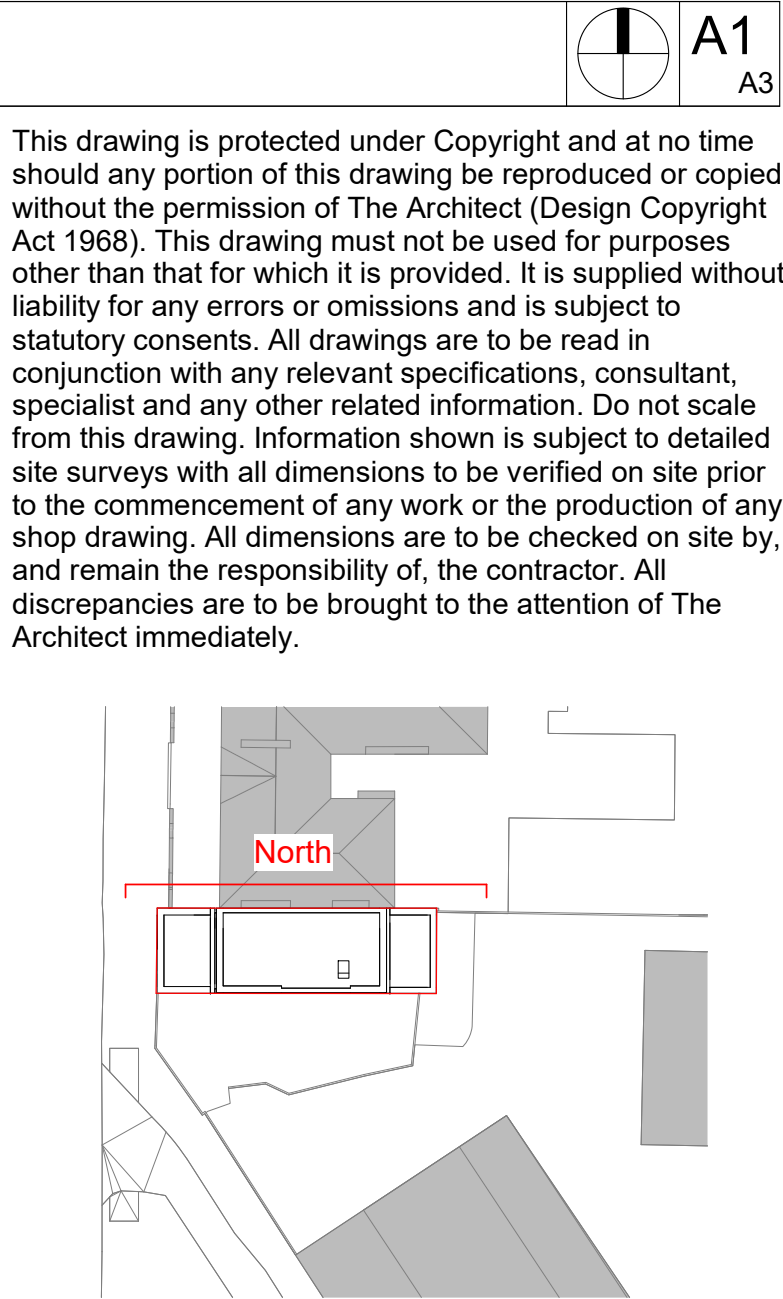 A1
A3
This drawing is protected under Copyright and at no time
should any portion of this drawing be reproduced or copied
without the permission of The Architect (Design Copyright
Act 1968). This drawing must not be used for purposes
other than that for which it is provided. It is supplied without
liability for any errors or omissions and is subject to
statutory consents. All drawings are to be read in
conjunction with any relevant specifications, consultant,
specialist and any other related information. Do not scale
from this drawing. Information shown is subject to detailed
site surveys with all dimensions to be verified on site prior
to the commencement of any work or the production of any
shop drawing. All dimensions are to be checked on site by,
and remain the responsibility of, the contractor. All
discrepancies are to be brought to the attention of The
Architect immediately.
North